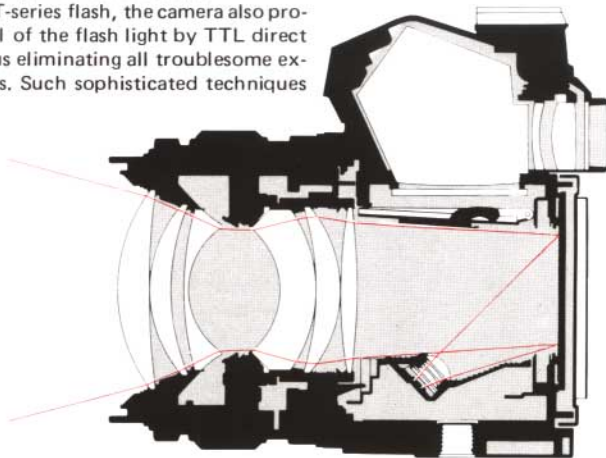 T-series flash, the camera also pro-
l of the flash light by TTL direct
us eliminating all troublesome ex-
s. Such sophisticated techniques